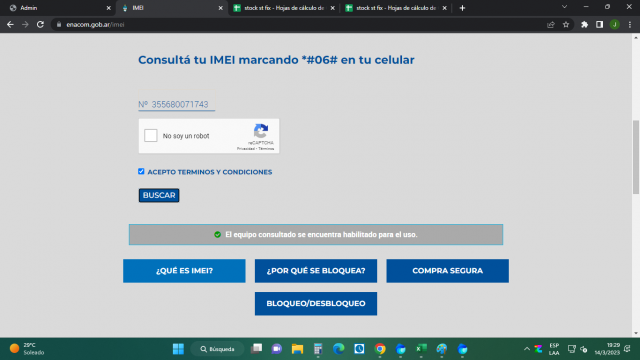 Admin
IMEI
stock st fix - Hojas de cálculo de
stock st fix - Hojas de cálculo de
enacom.gob.ar/imei
J
Consultá tu IMEI marcando *#06# en tu celular
Nº 355680071743
No soy un robot
reCAPTCHA
Privacidad - Términos
ACEPTO TERMINOS Y CONDICIONES
BUSCAR
El equipo consultado se encuentra habilitado para el uso.
¿QUÉ ES IMEI?
¿POR QUÉ SE BLOQUEA?
COMPRA SEGURA
BLOQUEO/DESBLOQUEO
29°C
Soleado
Búsqueda
ESP
LAA
19:29
14/3/2023